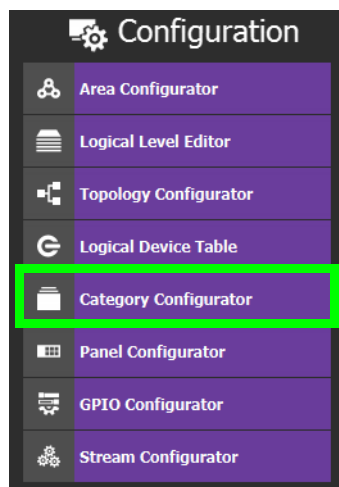 Configuration
Area Configurator
Logical Level Editor
Topology Configurator
Logical Device Table
Category Configurator
Panel Configurator
GPIO Configurator
Stream Configurator